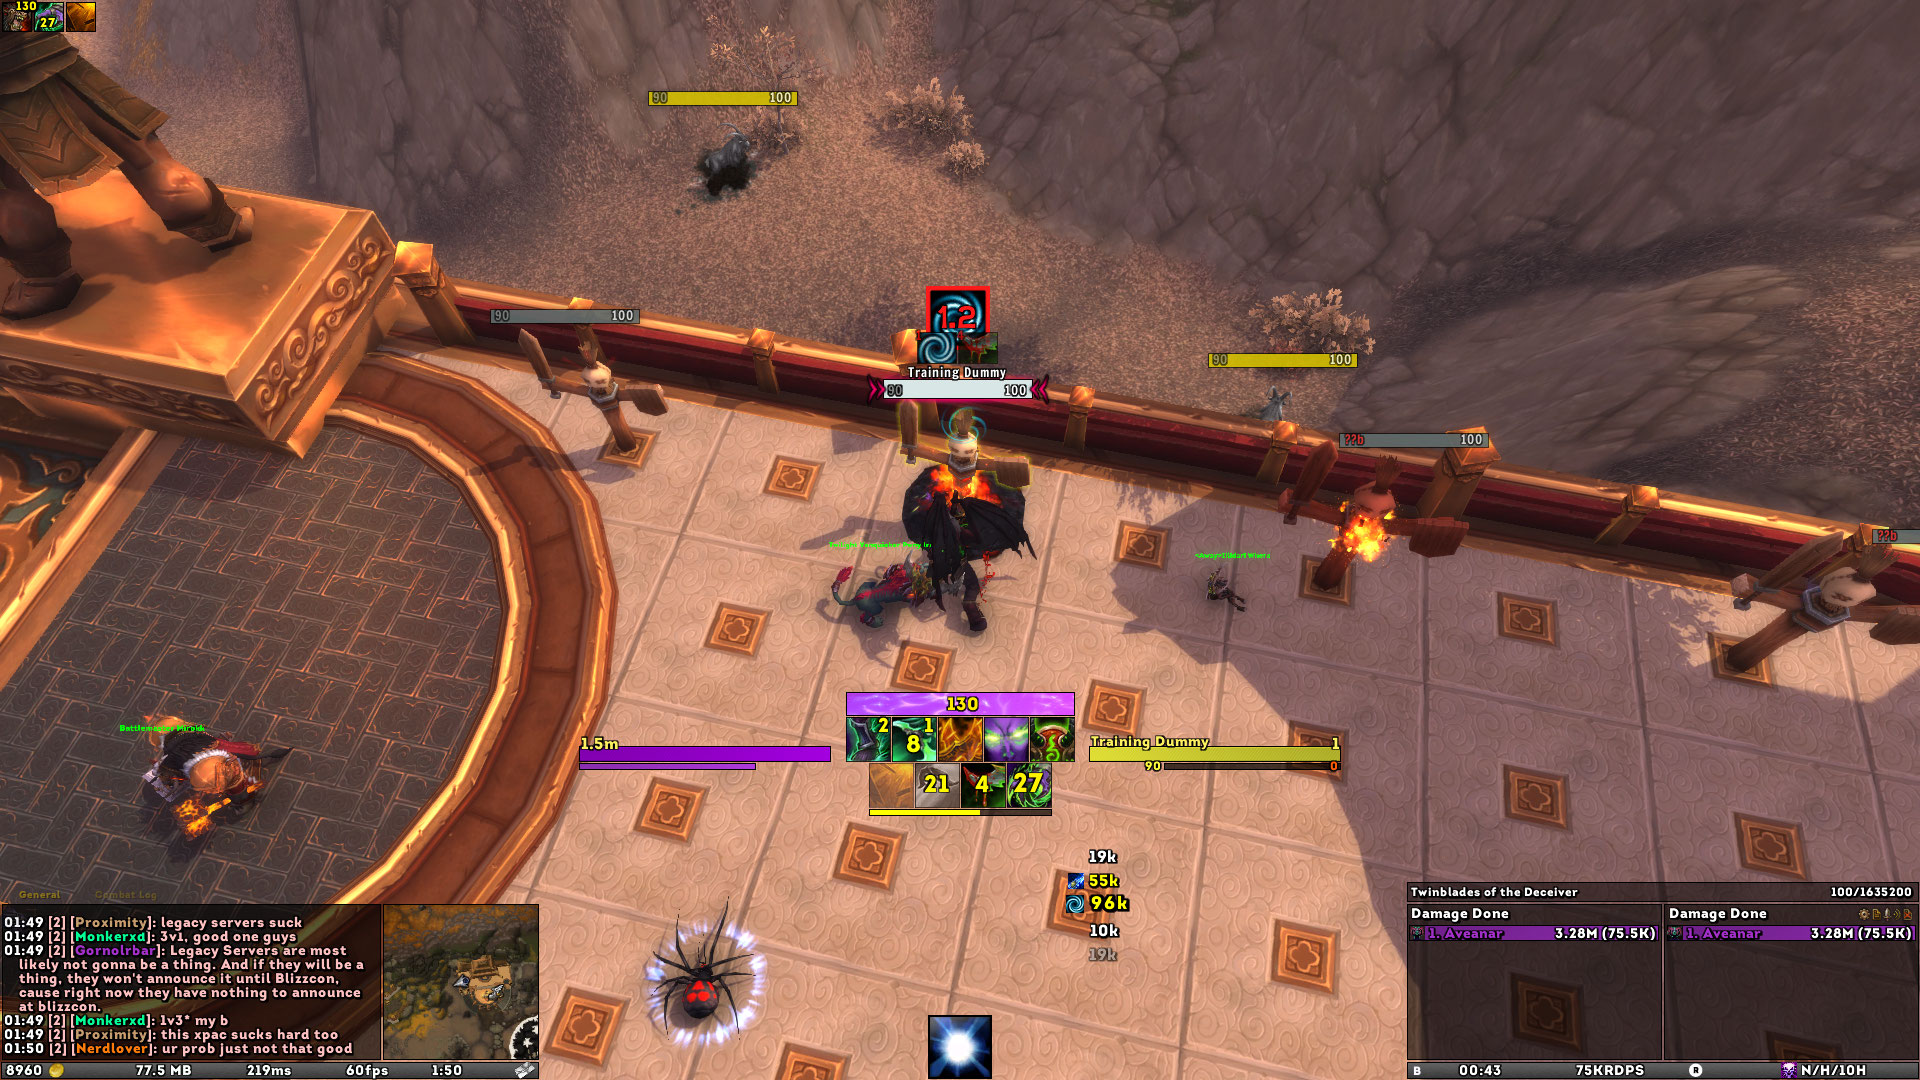 130
27
90 100
90 100
1.2
Training Dummy
90 100
90 100
??b 100
??b
130
2
8 1
1.5m
Training Dummy 1
90 0
21 4 27
19k
55k
96k
10k
19k
General Combat Log
01:49 [2] [Proximity]: legacy servers suck
01:49 [2] [Monkerxd]: 3v1, good one guys
01:49 [2] [Gornolrbar]: Legacy Servers are most
likely not gonna be a thing. And if they will be a
thing, they won't announce it until Blizzcon,
cause right now they have nothing to announce
at blizzcon.
01:49 [2] [Monkerxd]: 1v3* my b
01:49 [2] [Proximity]: this xpac sucks hard too
01:50 [2] [Nerdlover]: ur prob just not that good
8960 77.5 MB 219ms 60fps 1:50
Twinblades of the Deceiver 100/1635200
Damage Done
1. Aveanar 3.28M (75.5K)
Damage Done
1. Aveanar 3.28M (75.5K)
B 00:43 75KRDPS R N/H/10H